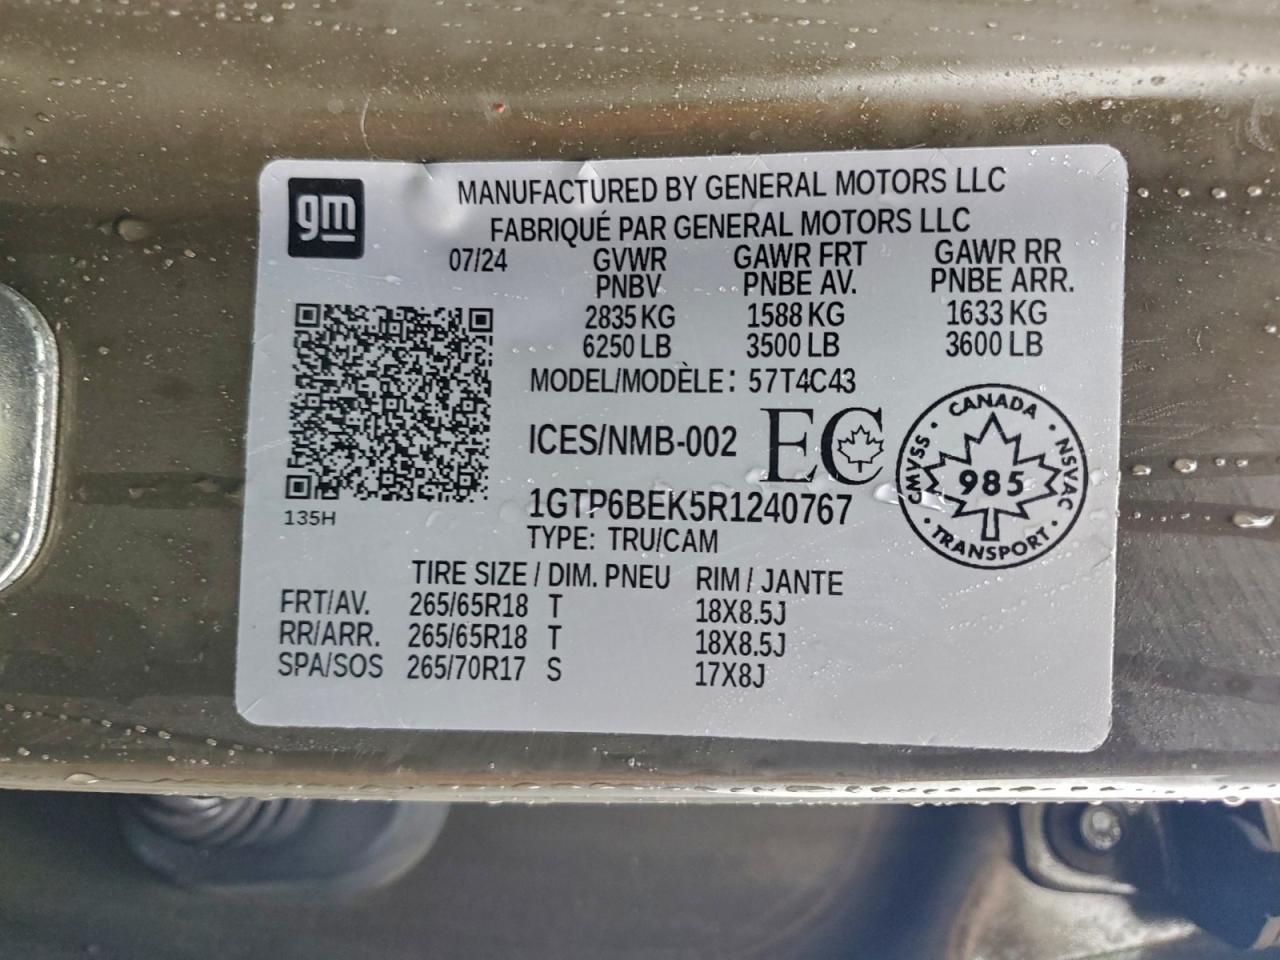 gm
MANUFACTURED BY GENERAL MOTORS LLC
FABRIQUÉ PAR GENERAL MOTORS LLC
07/24 GVWR GAWR FRT GAWR RR
PNBV PNBE AV. PNBE ARR.
2835 KG 1588 KG 1633 KG
6250 LB 3500 LB 3600 LB
MODEL/MODÈLE: 57T4C43
ICES/NMB-002 EC
1GTP6BEK5R1240767
TYPE: TRU/CAM
135H
CANADA
CMVSS · NSVAC
985
TRANSPORT
TIRE SIZE / DIM. PNEU RIM / JANTE
FRT/AV. 265/65R18 T 18X8.5J
RR/ARR. 265/65R18 T 18X8.5J
SPA/SOS 265/70R17 S 17X8J